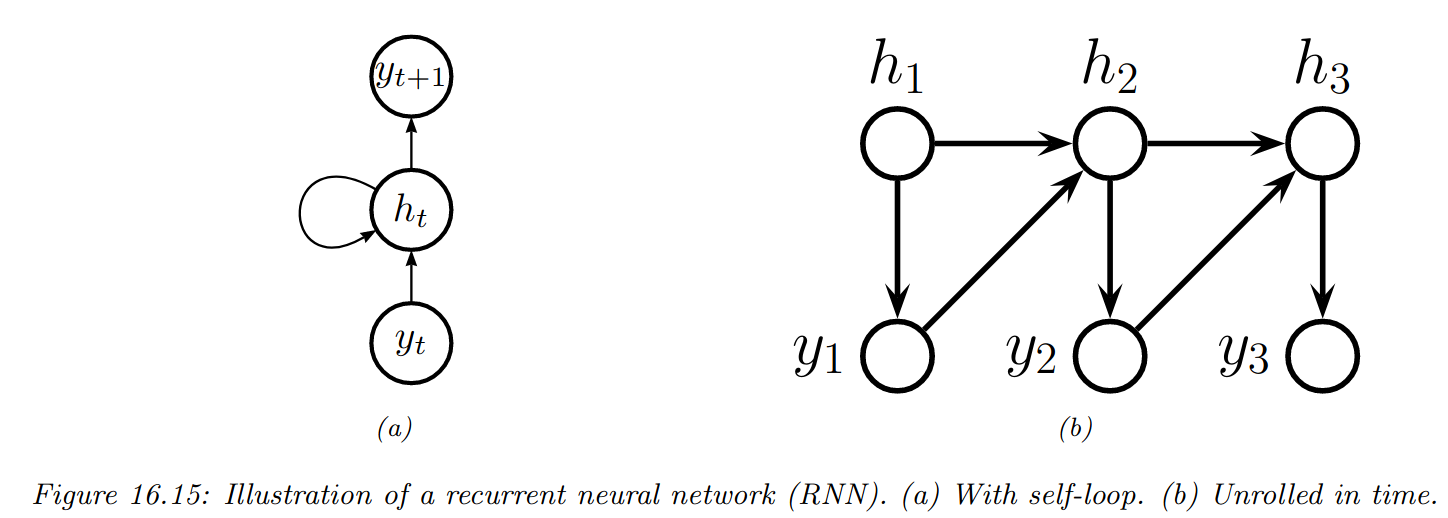 y_{t+1}
h_t
y_t
(a)
h_1 h_2 h_3
y_1 y_2 y_3
(b)
Figure 16.15: Illustration of a recurrent neural network (RNN). (a) With self-loop. (b) Unrolled in time.